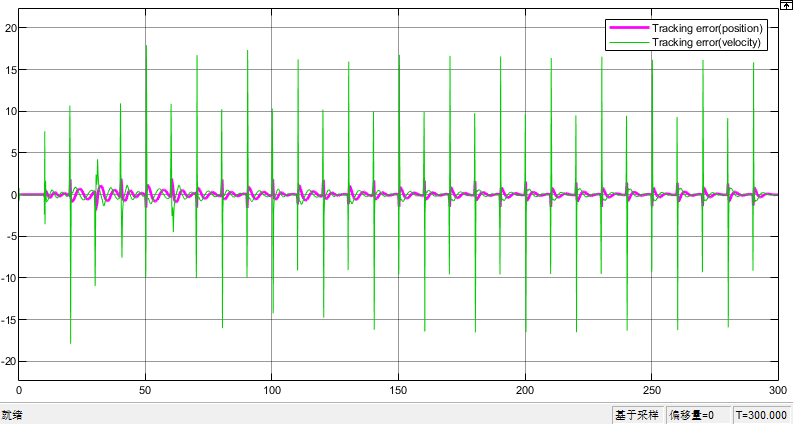 Tracking error(position)
Tracking error(velocity)
20
15
10
5
0
-5
-10
-15
-20
0 50 100 150 200 250 300
就绪 基于采样 偏移量=0 T=300.000